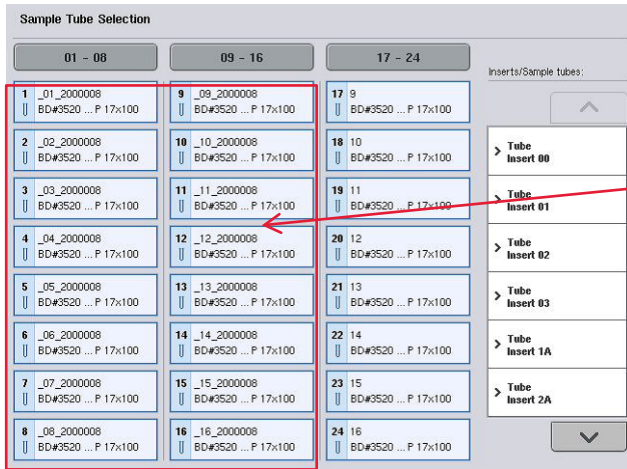 Sample Tube Selection
01 - 08
09 - 16
17 - 24
Inserts/Sample tubes:
1 _01_2000008
BD#3520 ... P 17x100
2 _02_2000008
BD#3520 ... P 17x100
3 _03_2000008
BD#3520 ... P 17x100
4 _04_2000008
BD#3520 ... P 17x100
5 _05_2000008
BD#3520 ... P 17x100
6 _06_2000008
BD#3520 ... P 17x100
7 _07_2000008
BD#3520 ... P 17x100
8 _08_2000008
BD#3520 ... P 17x100
9 _09_2000008
BD#3520 ... P 17x100
10 _10_2000008
BD#3520 ... P 17x100
11 _11_2000008
BD#3520 ... P 17x100
12 _12_2000008
BD#3520 ... P 17x100
13 _13_2000008
BD#3520 ... P 17x100
14 _14_2000008
BD#3520 ... P 17x100
15 _15_2000008
BD#3520 ... P 17x100
16 _16_2000008
BD#3520 ... P 17x100
17 9
BD#3520 ... P 17x100
18 10
BD#3520 ... P 17x100
19 11
BD#3520 ... P 17x100
20 12
BD#3520 ... P 17x100
21 13
BD#3520 ... P 17x100
22 14
BD#3520 ... P 17x100
23 15
BD#3520 ... P 17x100
24 16
BD#3520 ... P 17x100
Tube
Insert 00
Tube
Insert 01
Tube
Insert 02
Tube
Insert 03
Tube
Insert 1A
Tube
Insert 2A